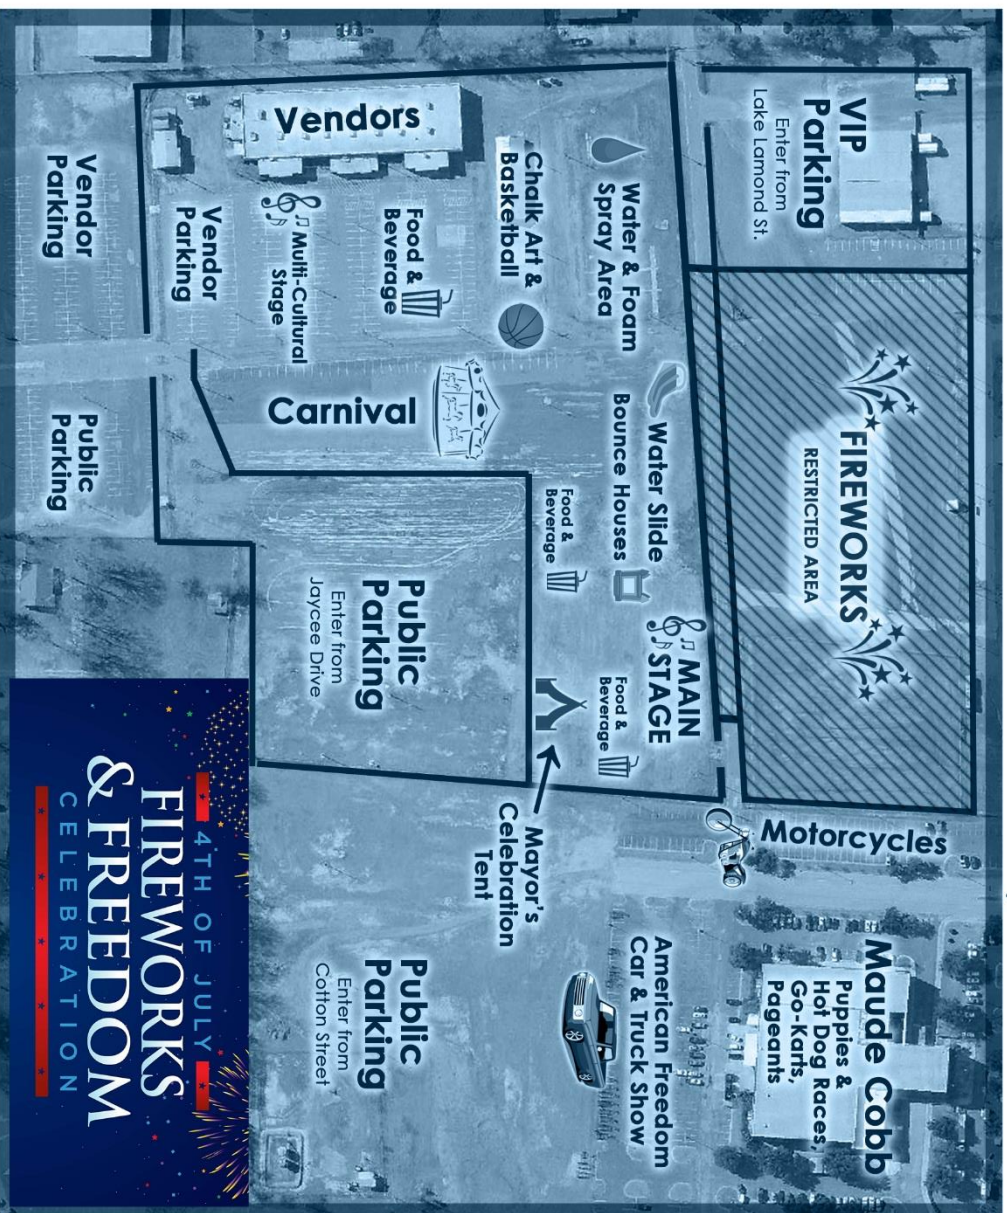 VIP
Parking
Enter from
Lake Lamond St.
FIREWORKS
RESTRICTED AREA
Motorcycles
Maude Cobb
Puppies &
Hot Dog Races,
Go-Karts,
Pageants
Water & Foam
Spray Area
Water Slide
Bounce Houses
MAIN
STAGE
Food &
Beverage
American Freedom
Car & Truck Show
Chalk Art &
Basketball
Food &
Beverage
Mayor's
Celebration
Tent
Vendors
Food &
Beverage
Carnival
Public
Parking
Enter from
Jaycee Drive
Public
Parking
Enter from
Cotton Street
Multi-Cultural
Stage
Vendor
Parking
Vendor
Parking
Public
Parking
4TH OF JULY
FIREWORKS
& FREEDOM
CELEBRATION